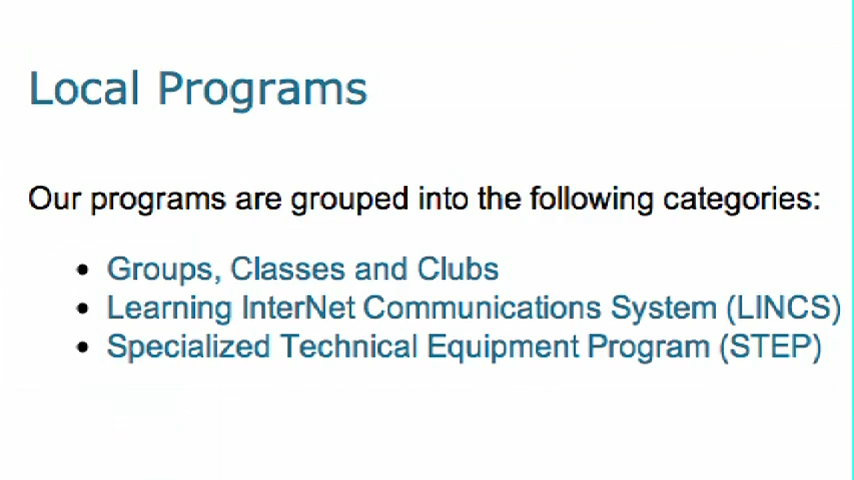 Local Programs
Our programs are grouped into the following categories:
• Groups, Classes and Clubs
• Learning InterNet Communications System (LINCS)
• Specialized Technical Equipment Program (STEP)